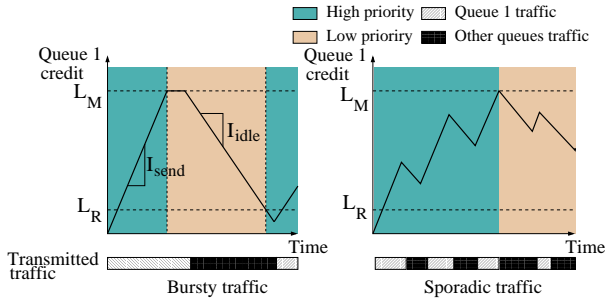 High priority
Queue 1 traffic
Low prioriry
Other queues traffic
Queue 1
credit
L_M
I_send
I_idle
L_R
Time
Queue 1
credit
L_M
L_R
Time
Transmitted
traffic
Bursty traffic
Sporadic traffic